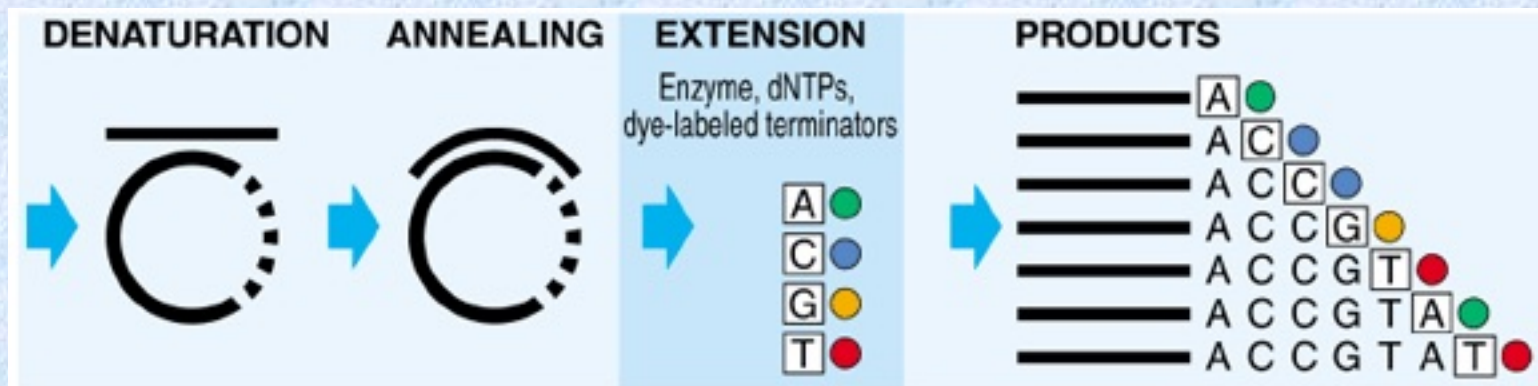 DENATURATION
ANNEALING
EXTENSION
Enzyme, dNTPs,
dye-labeled terminators
A
C
G
T
PRODUCTS
A
A C
A C C
A C C G
A C C G T
A C C G T A
A C C G T A T